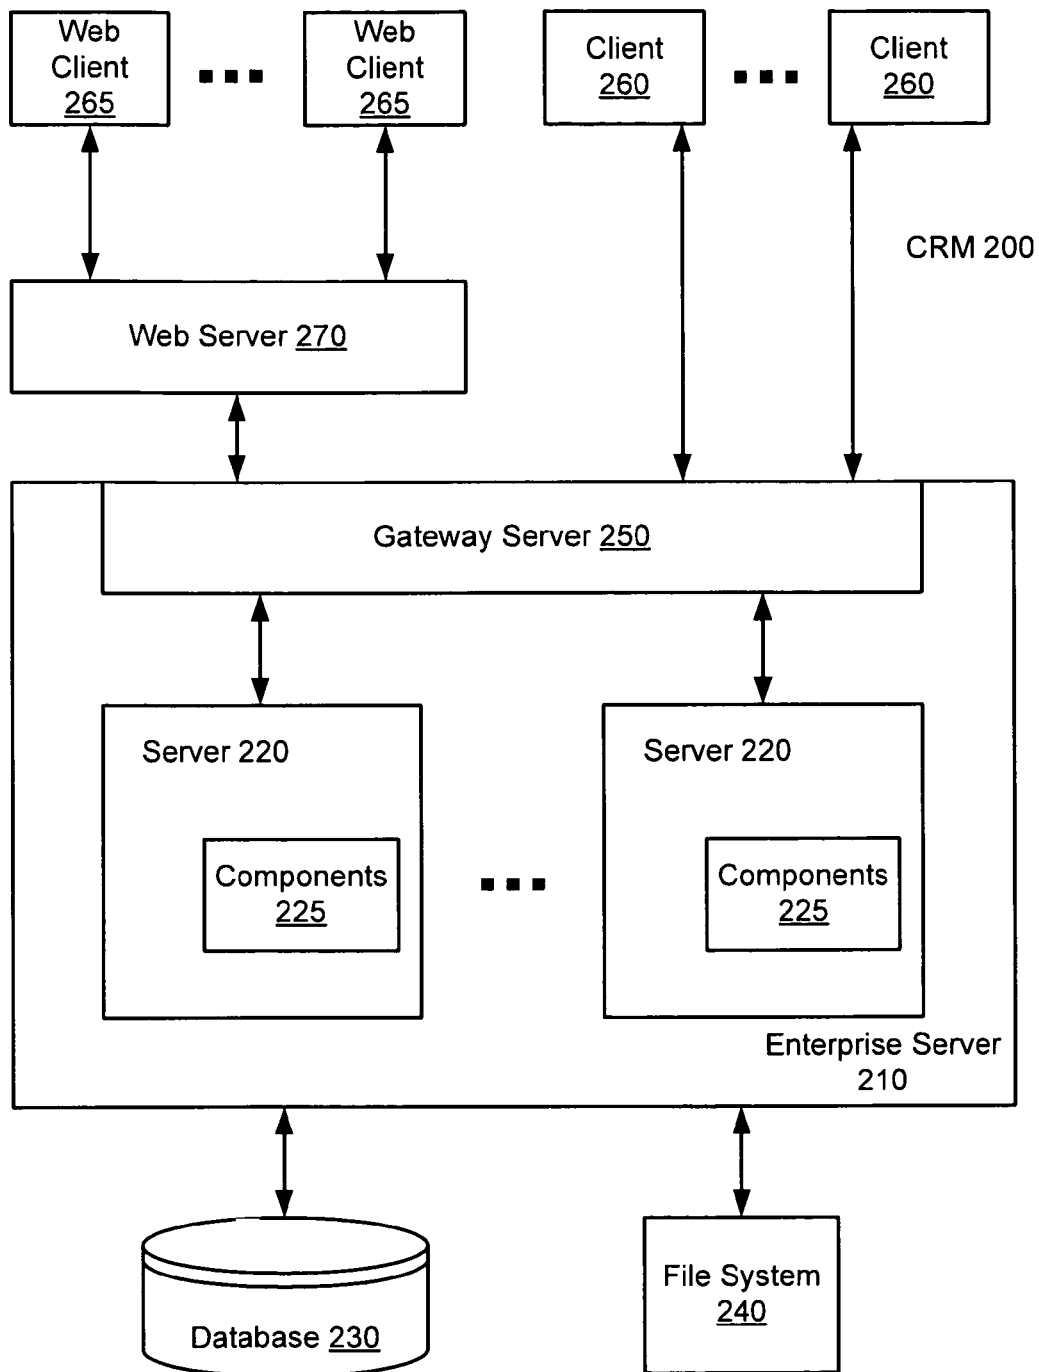 Web
Client
265
Web
Client
265
Client
260
Client
260
CRM 200
Web Server 270
Gateway Server 250
Server 220
Server 220
Components
225
Components
225
Enterprise Server
210
Database 230
File System
240